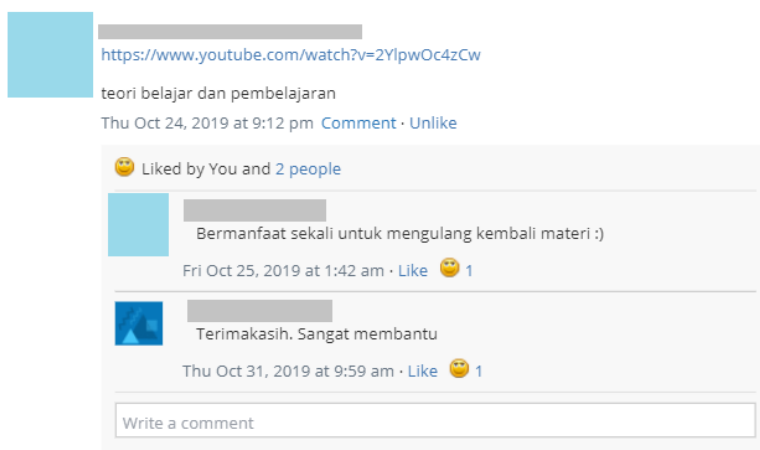 https://www.youtube.com/watch?v=2YlpwOc4zCw
teori belajar dan pembelajaran
Thu Oct 24, 2019 at 9:12 pm Comment · Unlike
Liked by You and 2 people
Bermanfaat sekali untuk mengulang kembali materi :)
Fri Oct 25, 2019 at 1:42 am · Like 1
Terimakasih. Sangat membantu
Thu Oct 31, 2019 at 9:59 am · Like 1
Write a comment